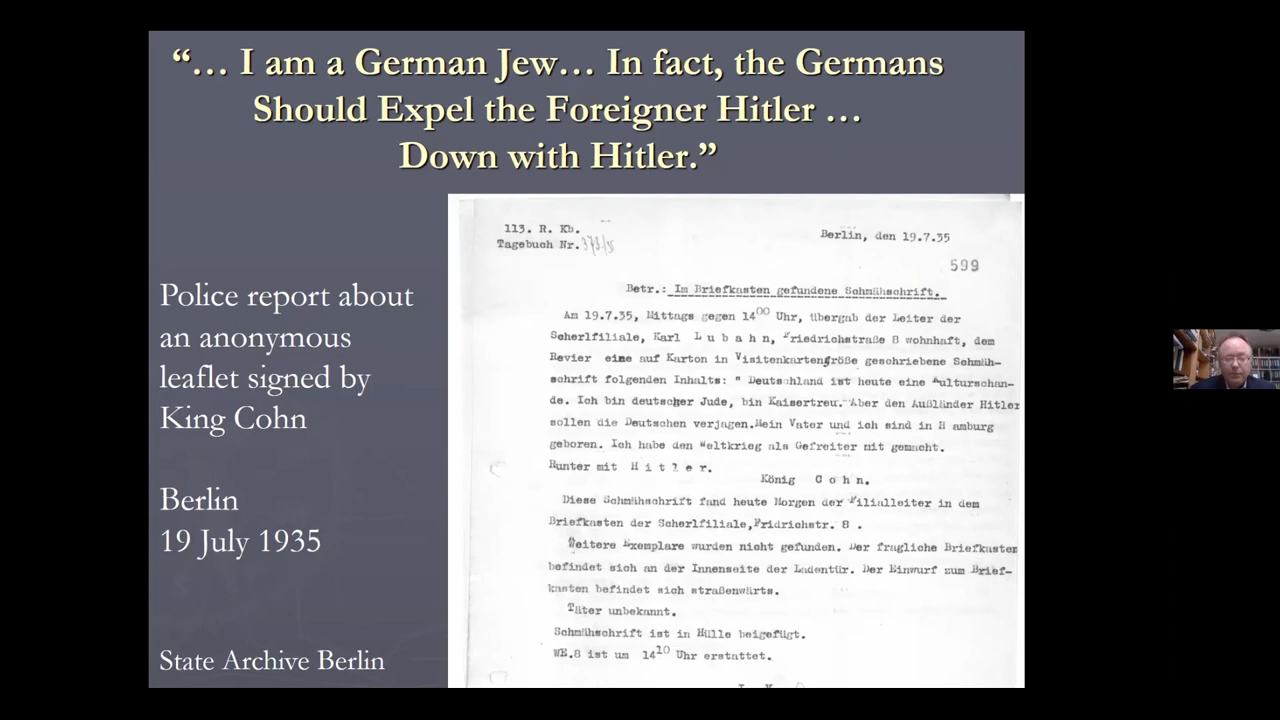 “… I am a German Jew… In fact, the Germans
Should Expel the Foreigner Hitler …
Down with Hitler.”
Police report about
an anonymous
leaflet signed by
King Cohn
Berlin
19 July 1935
State Archive Berlin
113. R. Kb.
Tagebuch Nr.
Berlin, den 19.7.35
599
Betr.: Im Briefkasten gefundene Schmähschrift.
Am 19.7.35, Mittags gegen 14⁰⁰ Uhr, übergab der Leiter der
Scherlfiliale, Karl L u b a h n, Friedrichstraße 8 wohnhaft, dem
Revier eine auf Karton in Visitenkartengröße geschriebene Schmäh-
schrift folgenden Inhalts: " Deutschland ist heute eine Kulturschan-
de. Ich bin deutscher Jude, bin Kaisertreu. Aber den Außländer Hitler
sollen die Deutschen verjagen.Mein Vater und ich sind in H amburg
geboren. Ich habe den Weltkrieg als Gefreiter mit gemacht.
Runter mit H i t l e r.
König C o h n.
Diese Schmähschrift fand heute Morgen der Filialleiter in dem
Briefkasten der Scherlfiliale,Fridrichstr. 8 .
Weitere Exemplare wurden nicht gefunden. Der fragliche Briefkasten
befindet sich an der Innenseite der Ladentür. Der Einwurf zum Brief-
kasten befindet sich straßenwärts.
Täter unbekannt.
Schmähschrift ist in Hülle beigefügt.
WE.8 ist um 14¹⁰ Uhr erstattet.